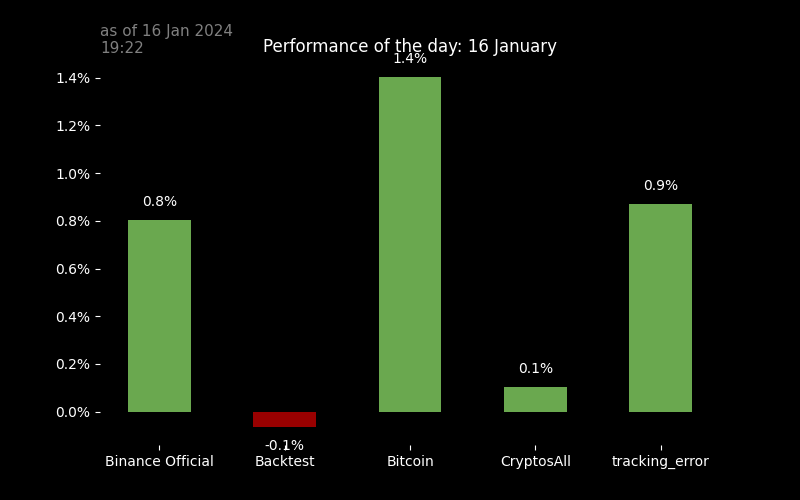 as of 16 Jan 2024
19:22
Performance of the day: 16 January
1.4%
1.2%
1.0%
0.8%
0.6%
0.4%
0.2%
0.0%
0.8%
-0.1%
1.4%
0.1%
0.9%
Binance Official
Backtest
Bitcoin
CryptosAll
tracking_error